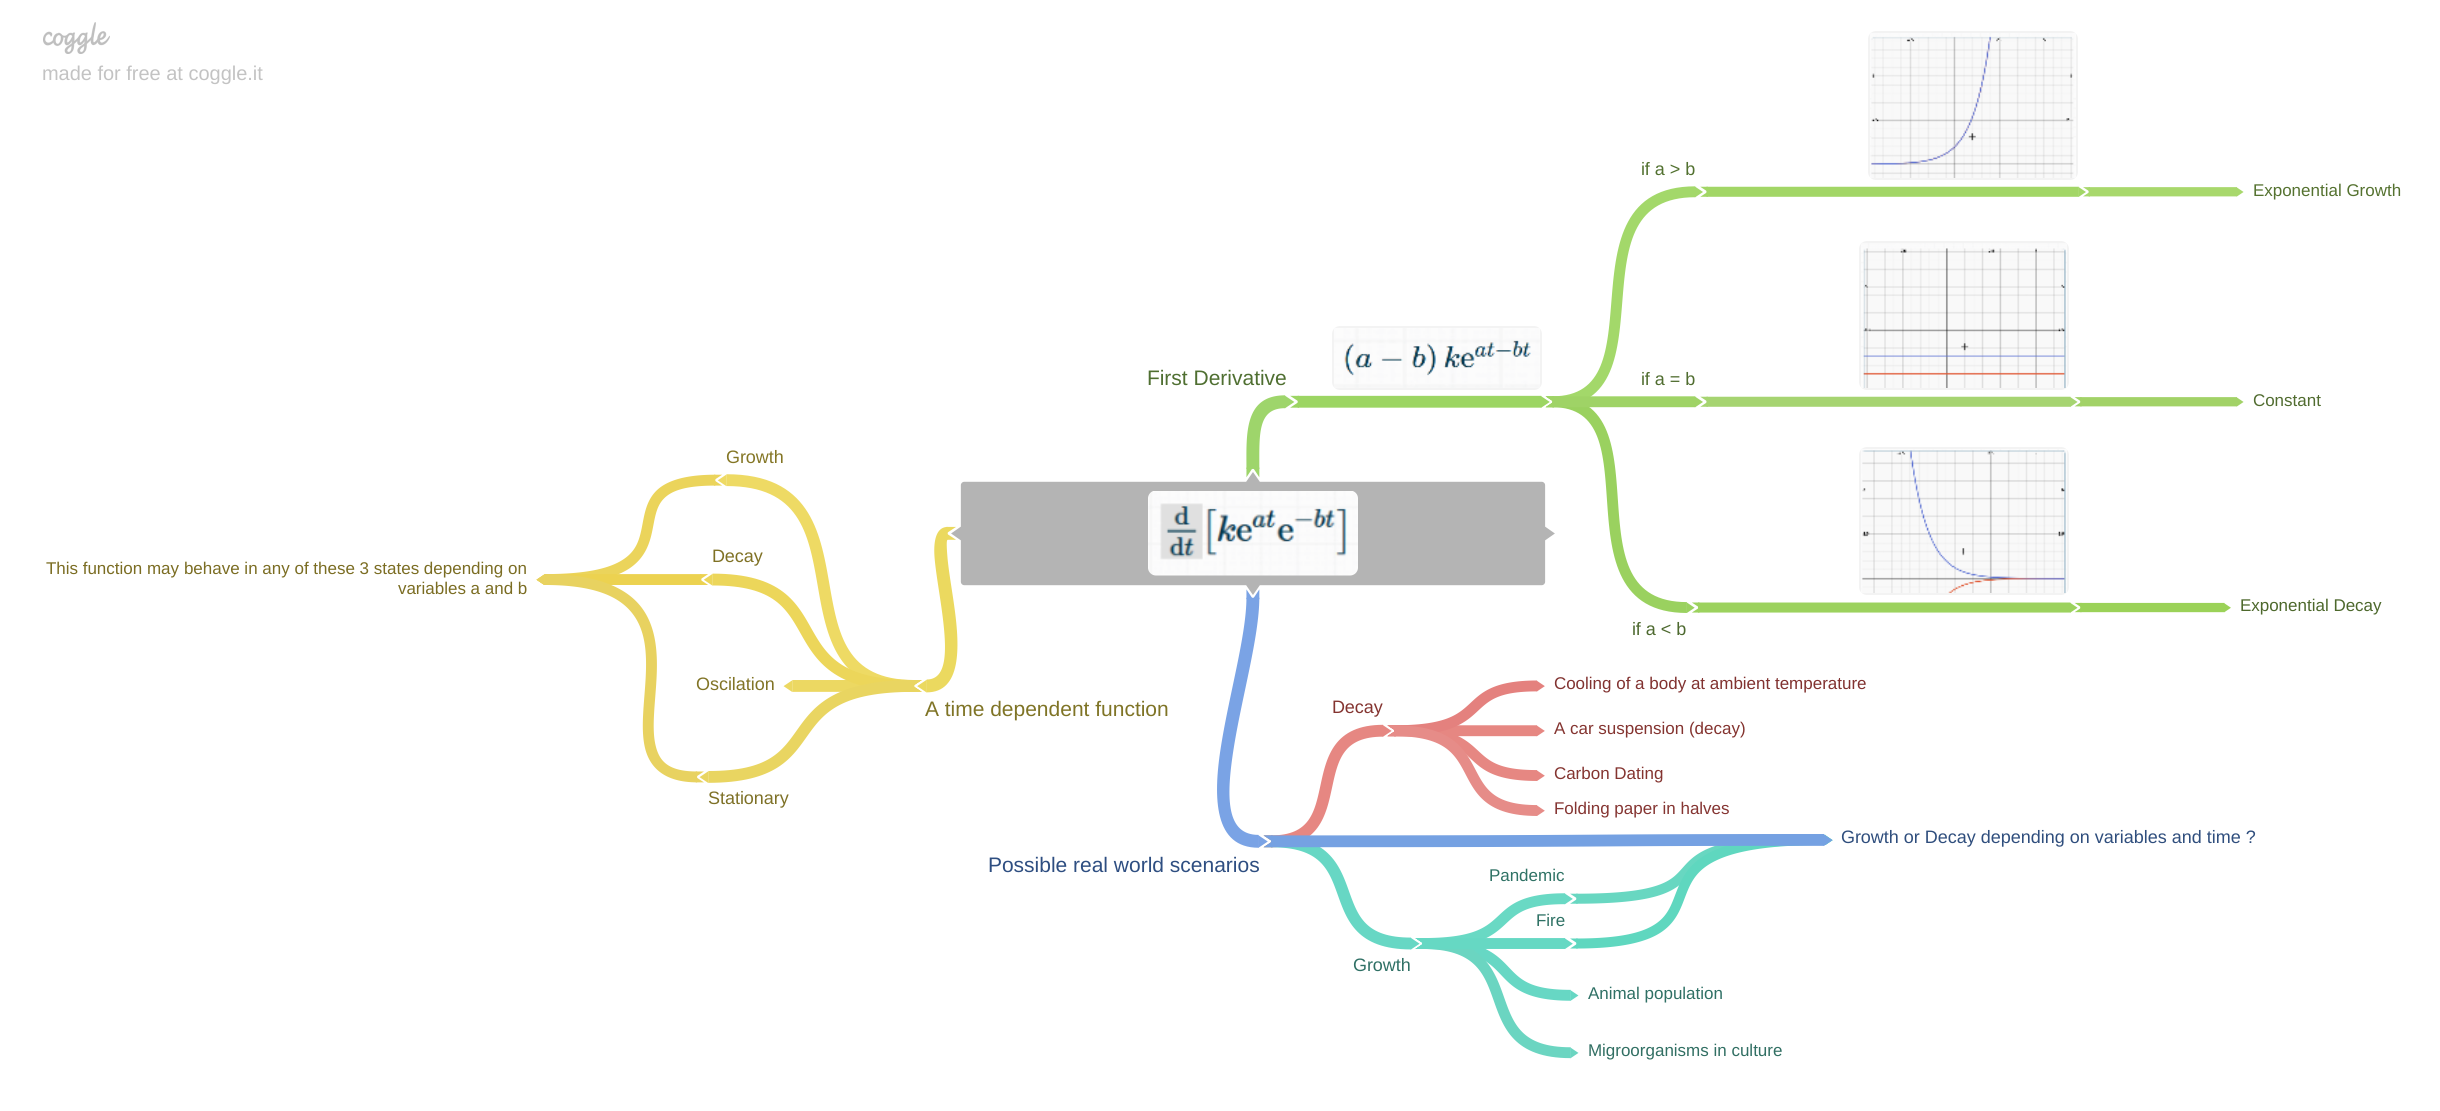 coggle
made for free at coggle.it
if a > b
Exponential Growth
First Derivative
(a − b) ke^{at−bt}
if a = b
Constant
Growth
d/dt [ke^{at}e^{−bt}]
Decay
This function may behave in any of these 3 states depending on
variables a and b
Exponential Decay
if a < b
Oscilation
A time dependent function
Stationary
Decay
Cooling of a body at ambient temperature
A car suspension (decay)
Carbon Dating
Folding paper in halves
Possible real world scenarios
Growth or Decay depending on variables and time ?
Pandemic
Fire
Growth
Animal population
Migroorganisms in culture